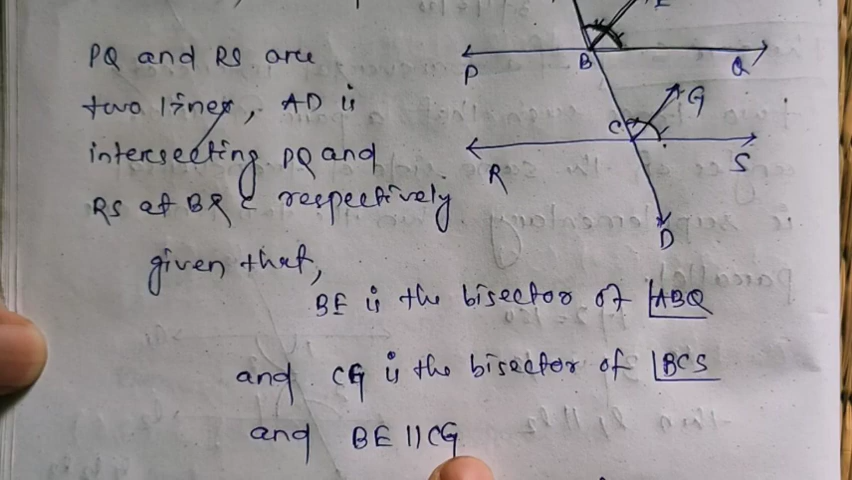 PQ and RS are
two lines, AD is
intersecting PQ and
RS at B & C respectively
given that,
BE is the bisector of ∠ABQ
and CG is the bisector of ∠BCS
and BE || CG
E
P
B
Q
G
C
R
S
D